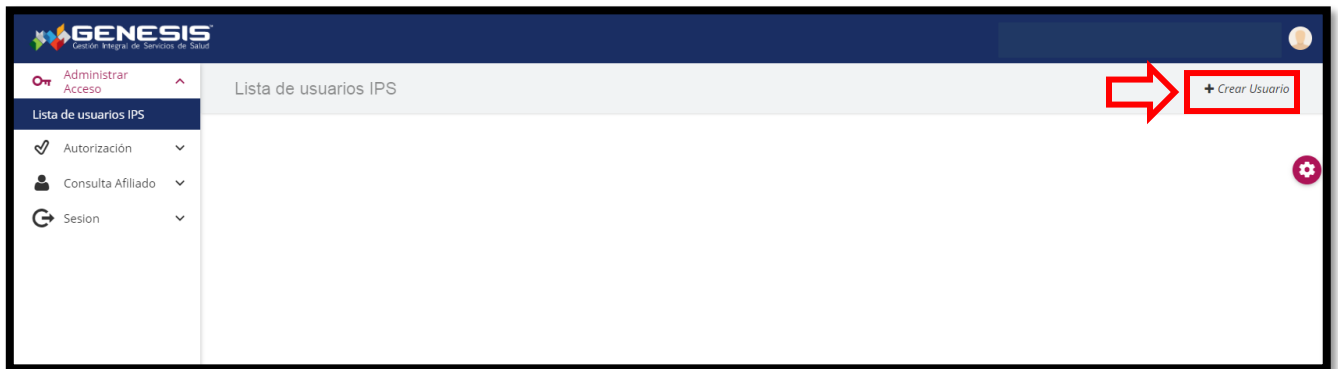 GENESIS
Gestión Integral de Servicios de Salud
Administrar
Acceso
Lista de usuarios IPS
Autorización
Consulta Afiliado
Sesion
Lista de usuarios IPS
+ Crear Usuario